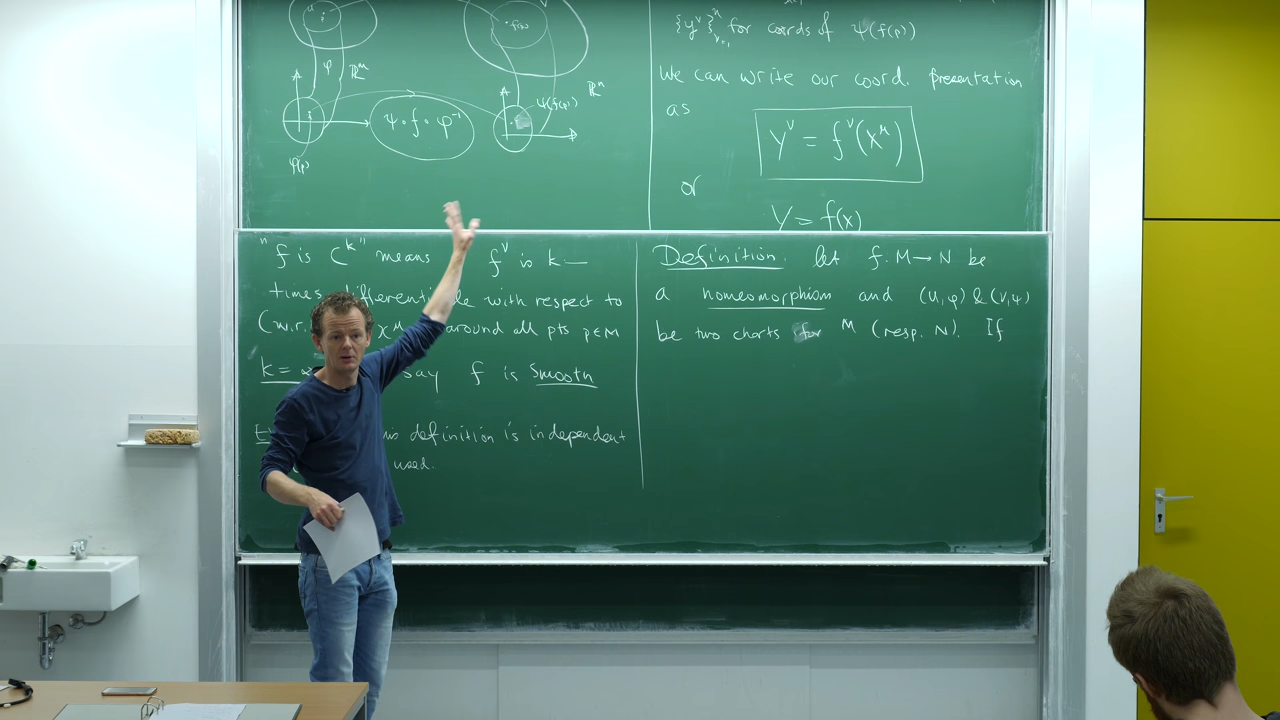 φ
ℝᵐ
f(p)
ψ(f(p))
ℝⁿ
ψ∘f∘φ⁻¹
φ(p)
{y^ν}ⁿ_{ν=1} for coords of ψ(f(p))
We can write our coord. presentation
as
y^ν = f^ν(x^μ)
or
y = f(x)
"f is C^k" means f^ν is k-
times with respect to
(w.r. x^μ around all pts p∈M
k = say f is Smooth
definition is independent
used.
Definition. let f: M→N be
a homeomorphism and (U,φ) & (V,ψ)
be two charts for M (resp. N). If